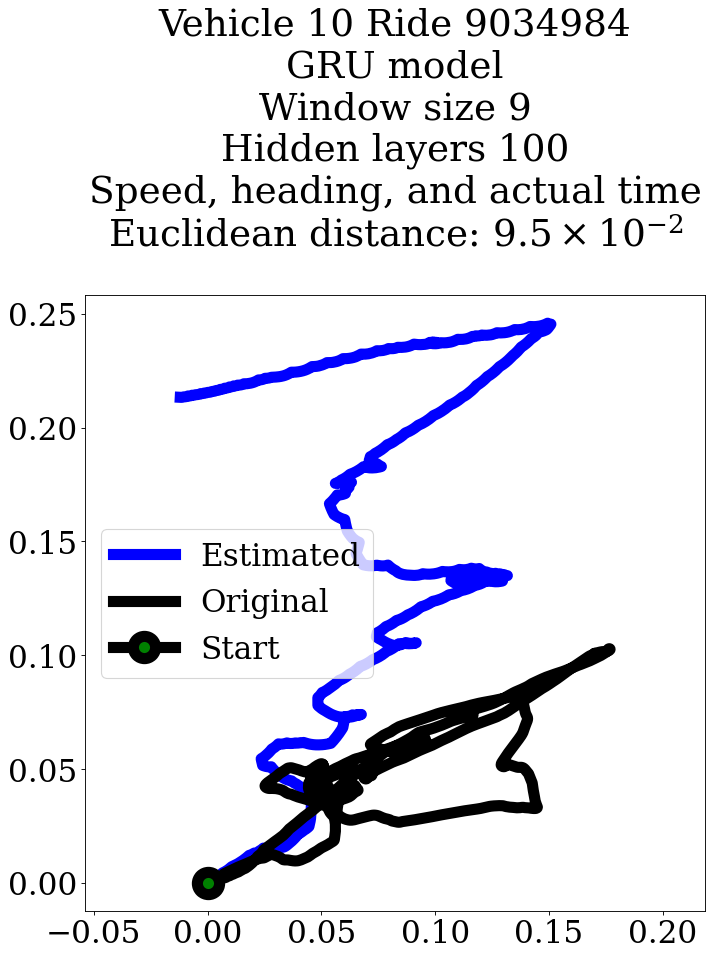 Vehicle 10 Ride 9034984
GRU model
Window size 9
Hidden layers 100
Speed, heading, and actual time
Euclidean distance: 9.5 × 10⁻²
0.25
0.20
0.15
0.10
0.05
0.00
Estimated
Original
Start
−0.05 0.00 0.05 0.10 0.15 0.20